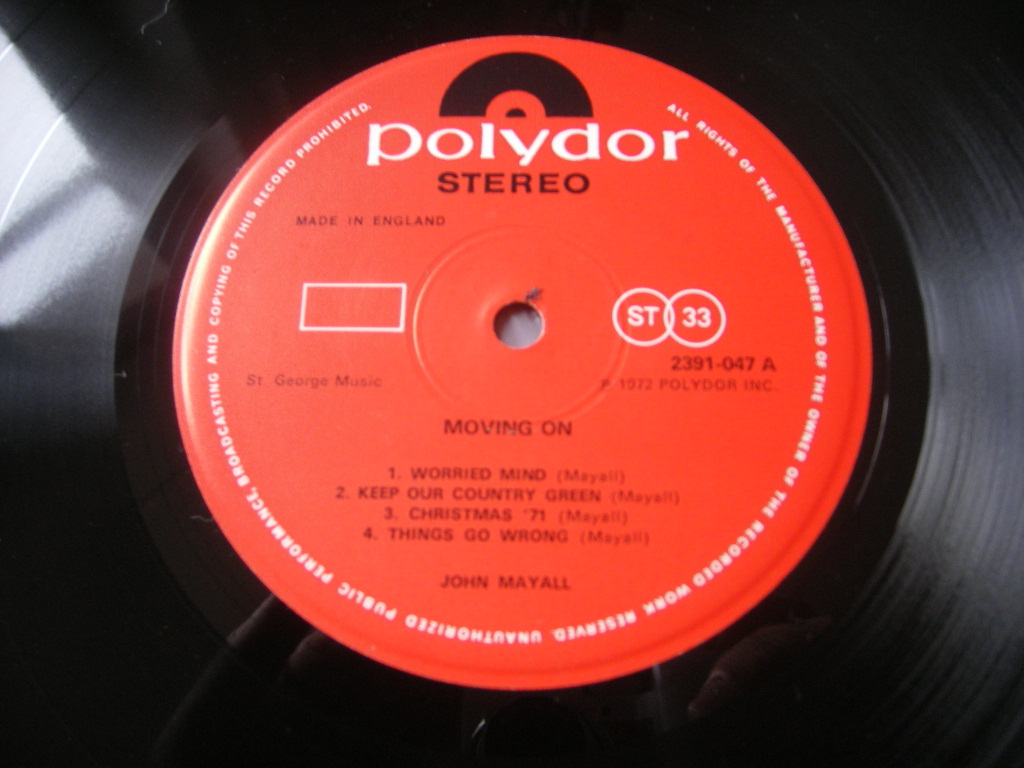 polydor
STEREO
MADE IN ENGLAND
ST 33
2391-047 A
St. George Music
P 1972 POLYDOR INC.
MOVING ON
1. WORRIED MIND (Mayall)
2. KEEP OUR COUNTRY GREEN (Mayall)
3. CHRISTMAS '71 (Mayall)
4. THINGS GO WRONG (Mayall)
JOHN MAYALL
ALL RIGHTS OF THE MANUFACTURER AND OF THE OWNER OF THE RECORDED WORK RESERVED. UNAUTHORIZED PUBLIC PERFORMANCE, BROADCASTING AND COPYING OF THIS RECORD PROHIBITED.